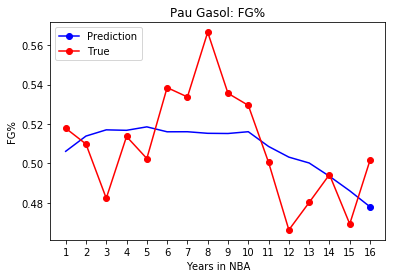 Pau Gasol: FG%
Prediction
True
0.56
0.54
0.52
0.50
0.48
FG%
1 2 3 4 5 6 7 8 9 10 11 12 13 14 15 16
Years in NBA